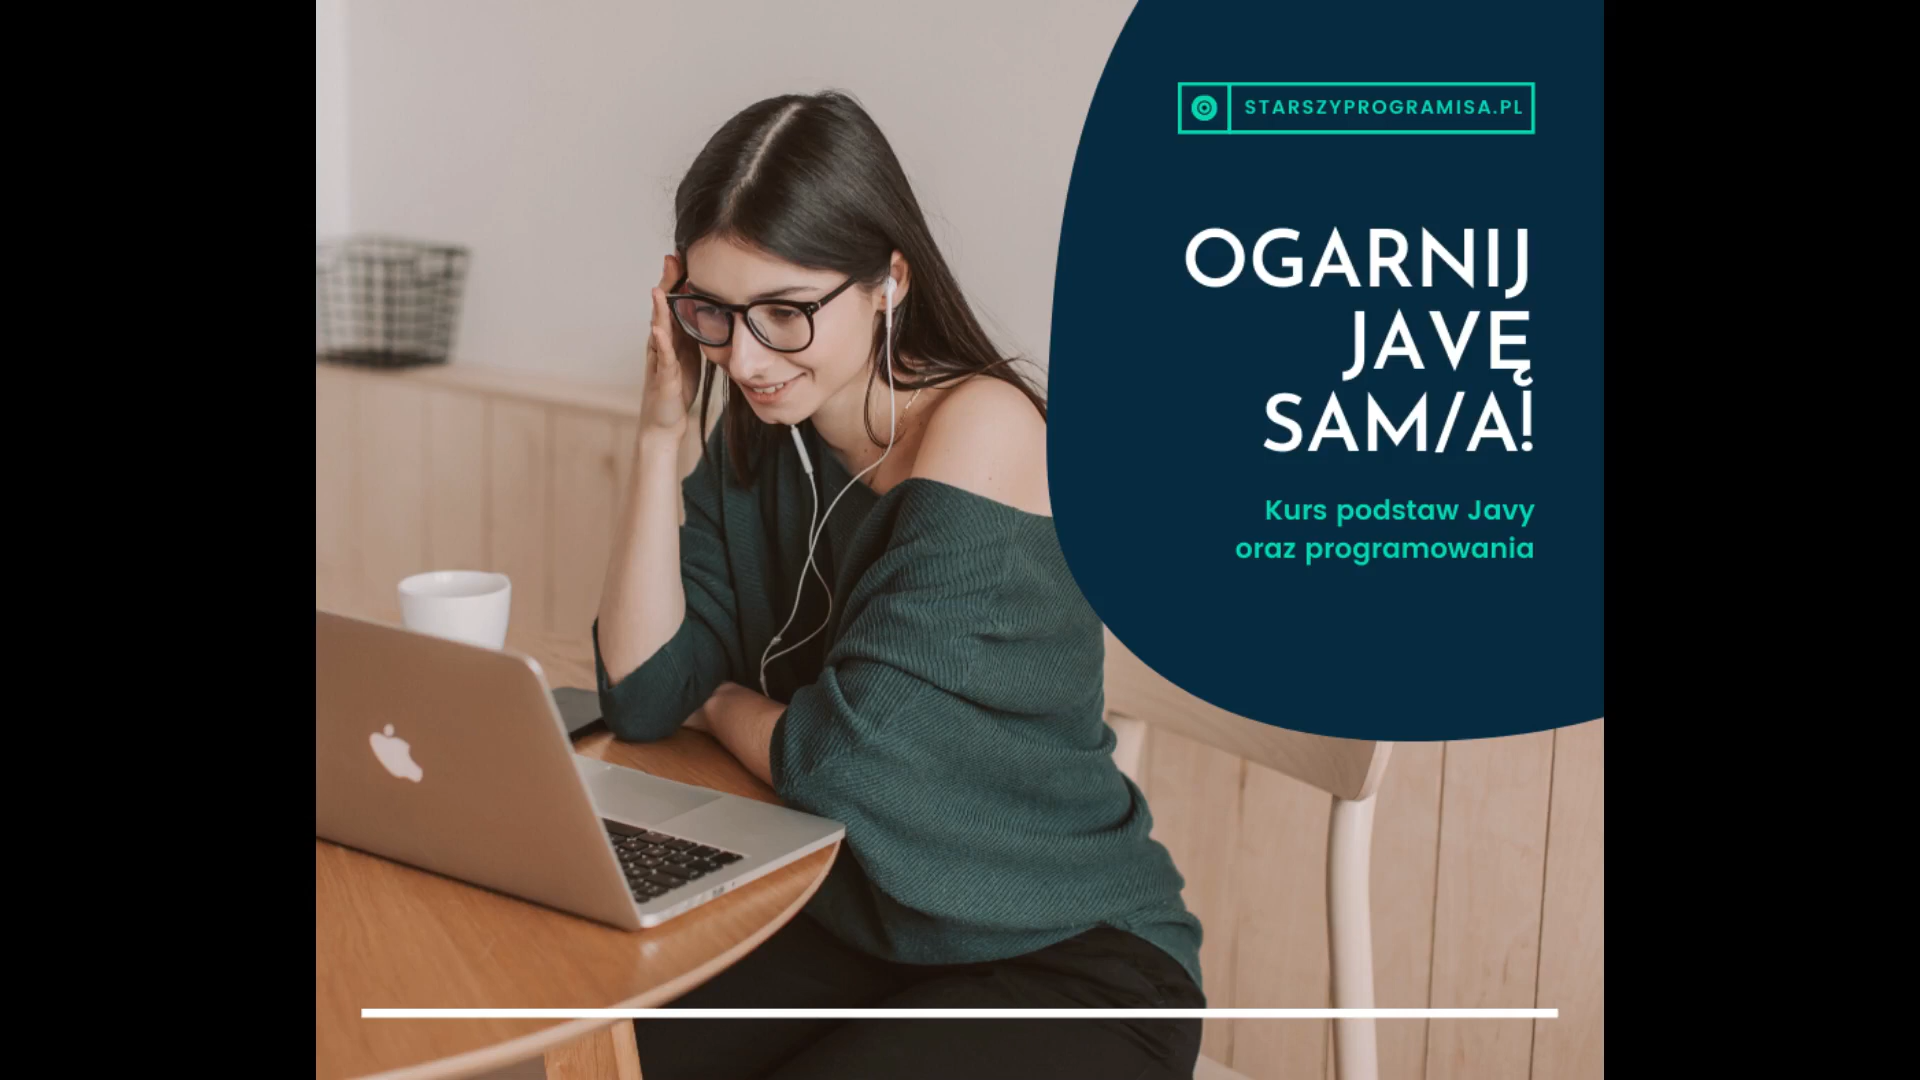 STARSZYPROGRAMISA.PL
OGARNIJ
JAVĘ
SAM/A!
Kurs podstaw Javy
oraz programowania